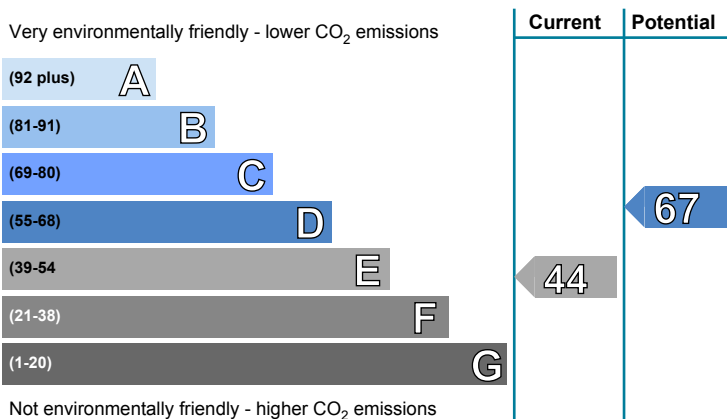 Very environmentally friendly - lower CO2 emissions
Current
Potential
(92 plus) A
(81-91) B
(69-80) C
(55-68) D
67
(39-54 E
44
(21-38) F
(1-20) G
Not environmentally friendly - higher CO2 emissions